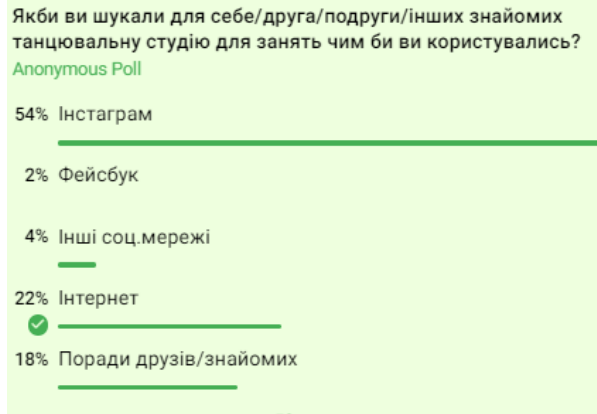 Якби ви шукали для себе/друга/подруги/інших знайомих
танцювальну студію для занять чим би ви користувались?
Anonymous Poll
54% Інстаграм
2% Фейсбук
4% Інші соц.мережі
22% Інтернет
18% Поради друзів/знайомих